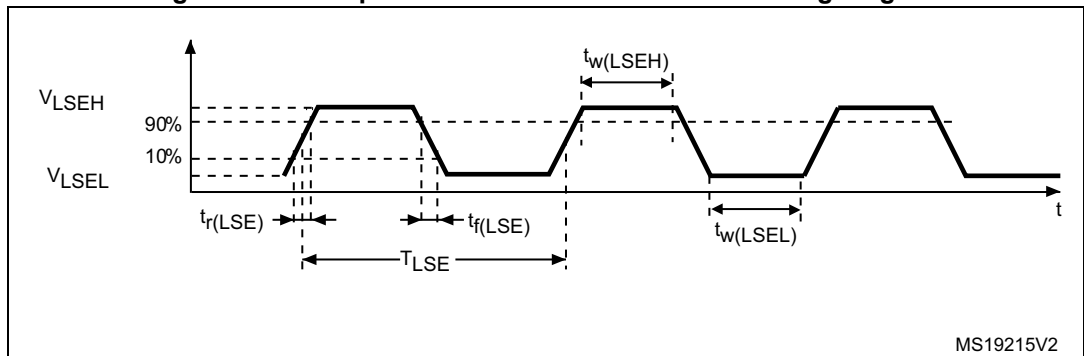 t_w(LSEH)
V_LSEH
90%
10%
V_LSEL
t_r(LSE)
t_f(LSE)
t
t_w(LSEL)
T_LSE
MS19215V2